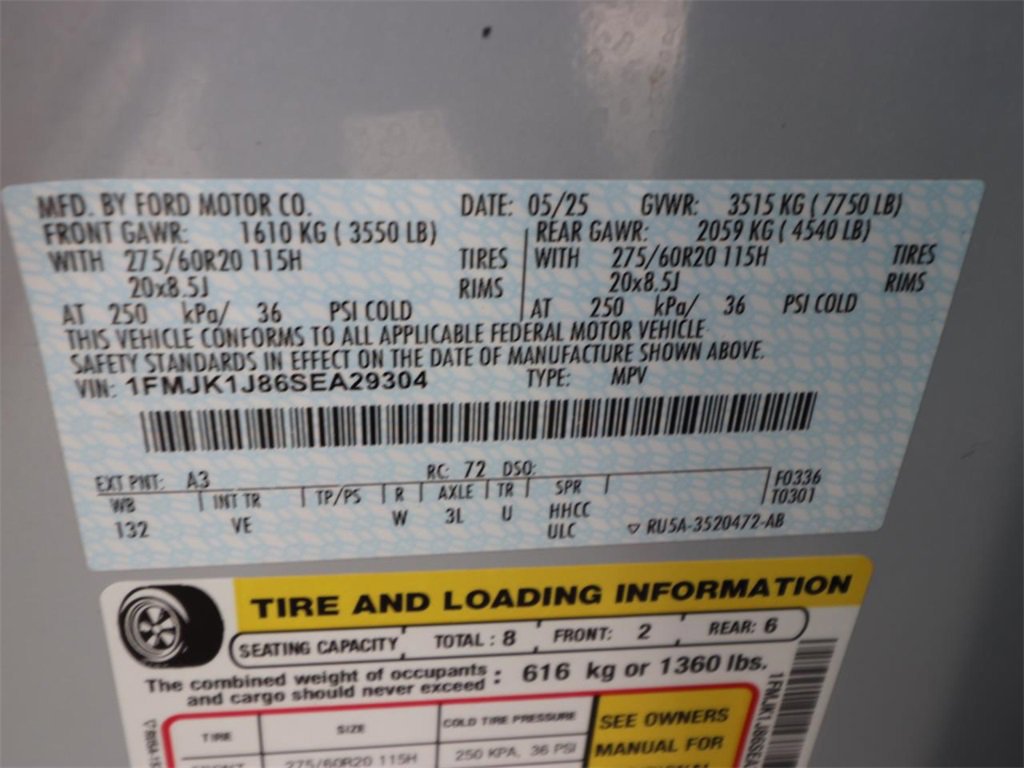 MFD. BY FORD MOTOR CO. DATE: 05/25 GVWR: 3515 KG ( 7750 LB)
FRONT GAWR: 1610 KG ( 3550 LB) REAR GAWR: 2059 KG ( 4540 LB)
WITH 275/60R20 115H TIRES WITH 275/60R20 115H TIRES
20x8.5J RIMS 20x8.5J RIMS
AT 250 kPa/ 36 PSI COLD AT 250 kPa/ 36 PSI COLD
THIS VEHICLE CONFORMS TO ALL APPLICABLE FEDERAL MOTOR VEHICLE
SAFETY STANDARDS IN EFFECT ON THE DATE OF MANUFACTURE SHOWN ABOVE.
VIN: 1FMJK1J86SEA29304 TYPE: MPV
EXT PNT: A3 RC: 72 DSO: F0336
WB INT TR TP/PS R AXLE TR SPR T0301
132 VE W 3L U HHCC
ULC ▽ RU5A-3520472-AB
TIRE AND LOADING INFORMATION
SEATING CAPACITY TOTAL : 8 FRONT: 2 REAR: 6
The combined weight of occupants
and cargo should never exceed : 616 kg or 1360 lbs.
TIRE SIZE COLD TIRE PRESSURE SEE OWNERS
FRONT 275/60R20 115H 250 KPA, 36 PSI MANUAL FOR
1FMJK1J86SEA